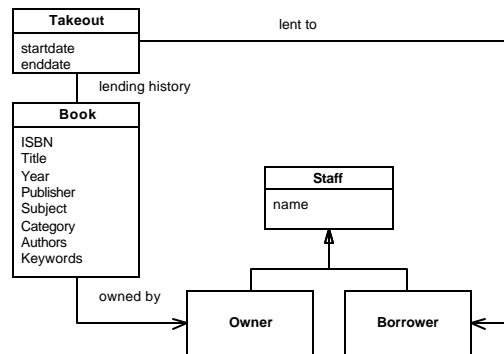 Takeout
startdate
enddate
lent to
lending history
Book
ISBN
Title
Year
Publisher
Subject
Category
Authors
Keywords
Staff
name
owned by
Owner
Borrower